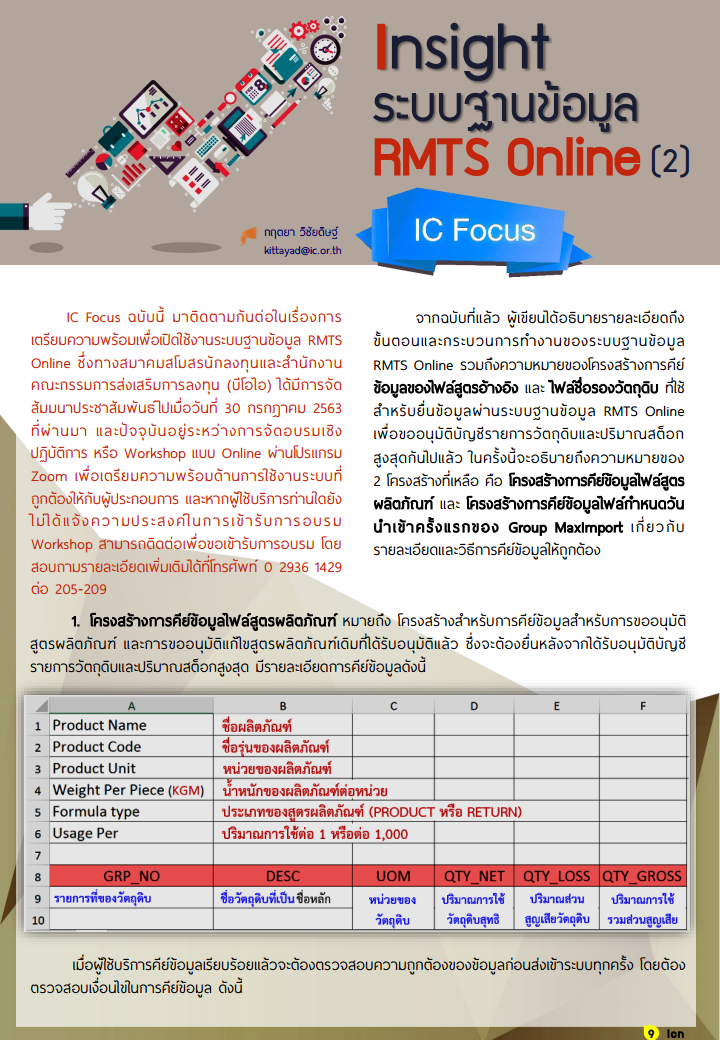 Insight
ระบบฐานข้อมูล
RMTS Online (2)
IC Focus
กฤตยา วิชัยดิษฐ์
kittayad@ic.or.th
IC Focus ฉบับนี้ มาติดตามกันต่อในเรื่องการ
เตรียมความพร้อมเพื่อเปิดใช้งานระบบฐานข้อมูล RMTS
Online ซึ่งทางสมาคมสโมสรนักลงทุนและสำนักงาน
คณะกรรมการส่งเสริมการลงทุน (บีโอไอ) ได้มีการจัด
สัมมนาประชาสัมพันธ์ไปเมื่อวันที่ 30 กรกฎาคม 2563
ที่ผ่านมา และปัจจุบันอยู่ระหว่างการจัดอบรมเชิง
ปฏิบัติการ หรือ Workshop แบบ Online ผ่านโปรแกรม
Zoom เพื่อเตรียมความพร้อมด้านการใช้งานระบบที่
ถูกต้องให้กับผู้ประกอบการ และหากผู้ใช้บริการท่านใดยัง
ไม่ได้แจ้งความประสงค์ในการเข้ารับการอบรม
Workshop สามารถติดต่อเพื่อขอเข้ารับการอบรม โดย
สอบถามรายละเอียดเพิ่มเติมได้ที่โทรศัพท์ 0 2936 1429
ต่อ 205-209
จากฉบับที่แล้ว ผู้เขียนได้อธิบายรายละเอียดถึง
ขั้นตอนและกระบวนการทำงานของระบบฐานข้อมูล
RMTS Online รวมถึงความหมายของโครงสร้างการคีย์
ข้อมูลของไฟล์สูตรอ้างอิง และ ไฟล์ชื่อรองวัตถุดิบ ที่ใช้
สำหรับยื่นข้อมูลผ่านระบบฐานข้อมูล RMTS Online
เพื่อขออนุมัติบัญชีรายการวัตถุดิบและปริมาณสต็อก
สูงสุดกันไปแล้ว ในครั้งนี้จะอธิบายถึงความหมายของ
2 โครงสร้างที่เหลือ คือ โครงสร้างการคีย์ข้อมูลไฟล์สูตร
ผลิตภัณฑ์ และ โครงสร้างการคีย์ข้อมูลไฟล์กำหนดวัน
นำเข้าครั้งแรกของ Group MaxImport เกี่ยวกับ
รายละเอียดและวิธีการคีย์ข้อมูลให้ถูกต้อง
1. โครงสร้างการคีย์ข้อมูลไฟล์สูตรผลิตภัณฑ์ หมายถึง โครงสร้างสำหรับการคีย์ข้อมูลสำหรับการขออนุมัติ
สูตรผลิตภัณฑ์ และการขออนุมัติแก้ไขสูตรผลิตภัณฑ์เดิมที่ได้รับอนุมัติแล้ว ซึ่งจะต้องยื่นหลังจากได้รับอนุมัติบัญชี
รายการวัตถุดิบและปริมาณสต็อกสูงสุด มีรายละเอียดการคีย์ข้อมูลดังนี้
A B C D E F
1 Product Name ชื่อผลิตภัณฑ์
2 Product Code ชื่อรุ่นของผลิตภัณฑ์
3 Product Unit หน่วยของผลิตภัณฑ์
4 Weight Per Piece (KGM) น้ำหนักของผลิตภัณฑ์ต่อหน่วย
5 Formula type ประเภทของสูตรผลิตภัณฑ์ (PRODUCT หรือ RETURN)
6 Usage Per ปริมาณการใช้ต่อ 1 หรือต่อ 1,000
7
8 GRP_NO DESC UOM QTY_NET QTY_LOSS QTY_GROSS
9 รายการที่ของวัตถุดิบ ชื่อวัตถุดิบที่เป็น ชื่อหลัก หน่วยของ ปริมาณการใช้ ปริมาณส่วน ปริมาณการใช้
10 วัตถุดิบ วัตถุดิบสุทธิ สูญเสียวัตถุดิบ รวมส่วนสูญเสีย
เมื่อผู้ใช้บริการคีย์ข้อมูลเรียบร้อยแล้วจะต้องตรวจสอบความถูกต้องของข้อมูลก่อนส่งเข้าระบบทุกครั้ง โดยต้อง
ตรวจสอบเงื่อนไขในการคีย์ข้อมูล ดังนี้
9 ion